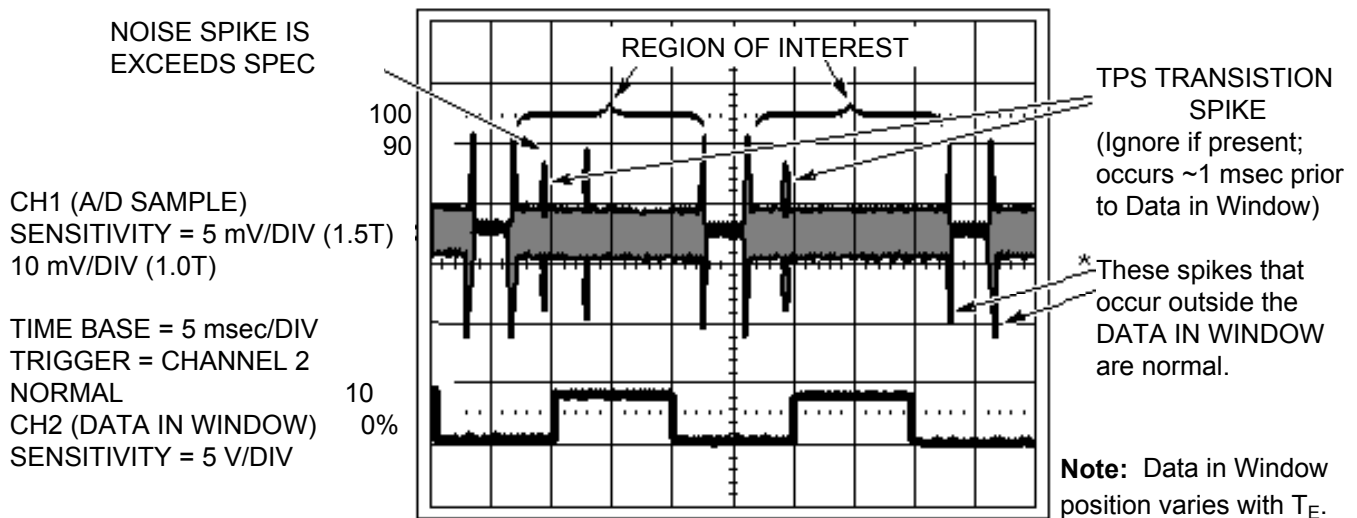 NOISE SPIKE IS
EXCEEDS SPEC
REGION OF INTEREST
100
90
TPS TRANSISTION
SPIKE
(Ignore if present;
occurs ~1 msec prior
to Data in Window)
CH1 (A/D SAMPLE)
SENSITIVITY = 5 mV/DIV (1.5T)
10 mV/DIV (1.0T)
*These spikes that
occur outside the
DATA IN WINDOW
are normal.
TIME BASE = 5 msec/DIV
TRIGGER = CHANNEL 2
NORMAL
10
CH2 (DATA IN WINDOW)
0%
SENSITIVITY = 5 V/DIV
Note: Data in Window
position varies with TE.